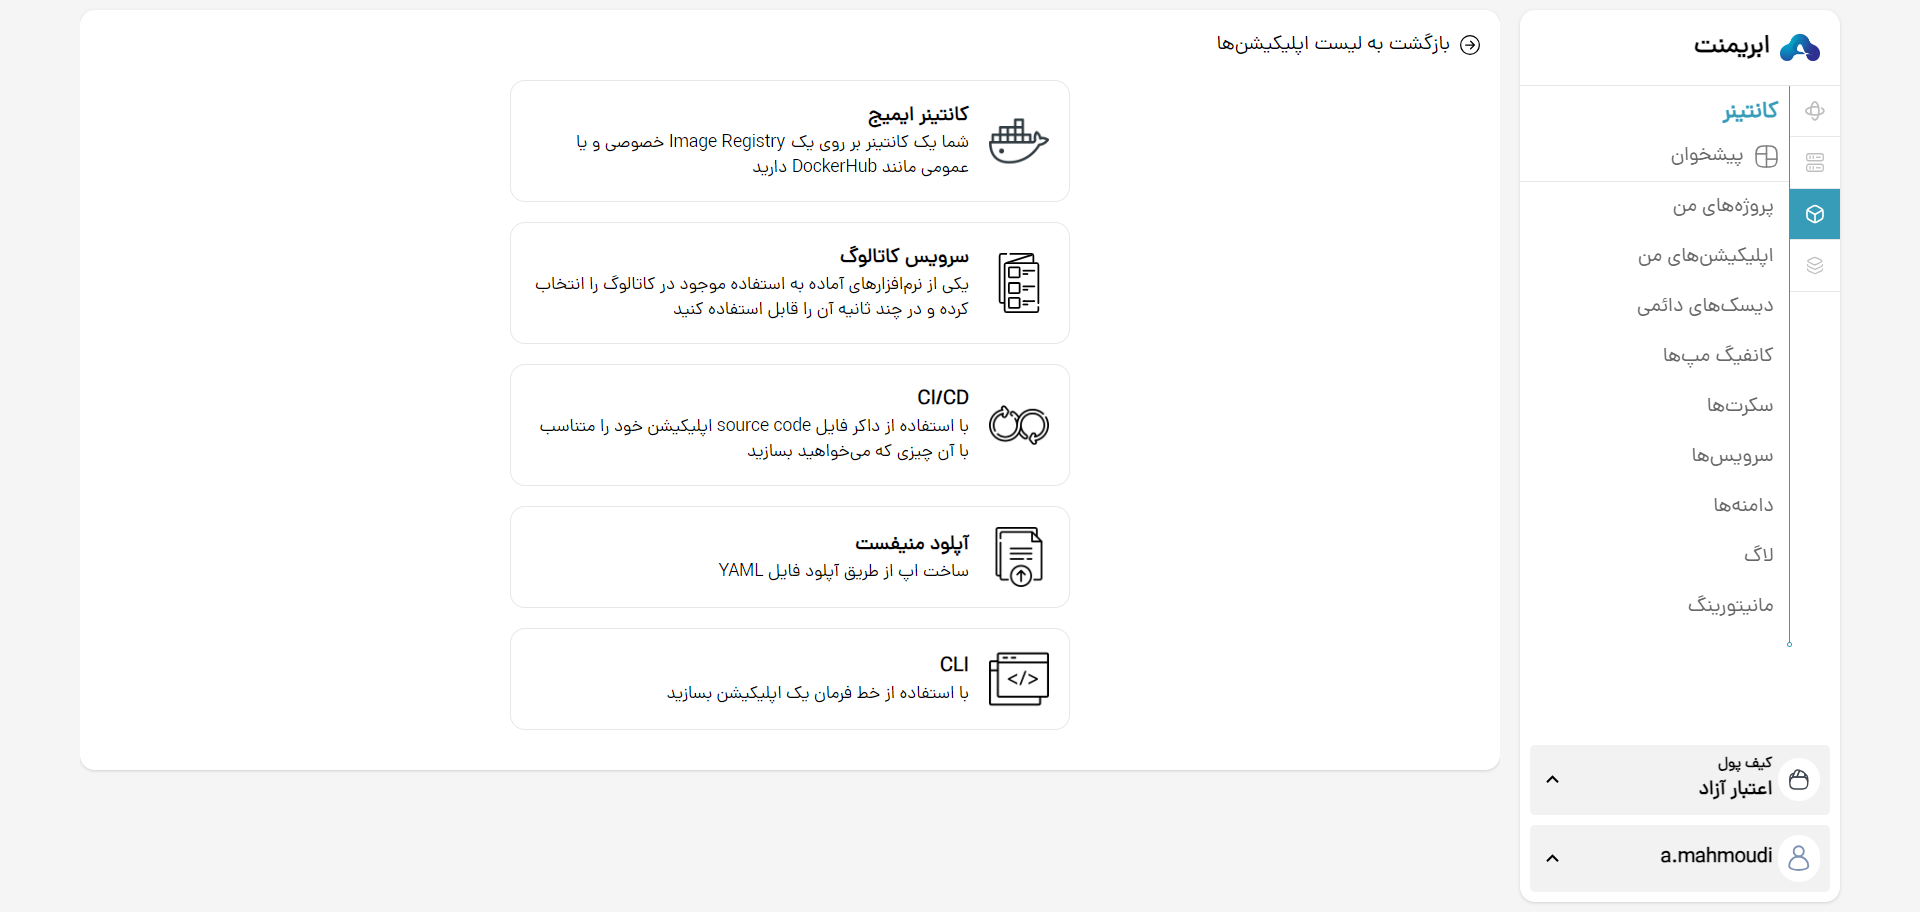 ابریمنت
کانتینر
پیشخوان
پروژه‌های من
اپلیکیشن‌های من
دیسک‌های دائمی
کانفیگ مپ‌ها
سکرت‌ها
سرویس‌ها
دامنه‌ها
لاگ
مانیتورینگ
کیف پول
اعتبار آزاد
a.mahmoudi
بازگشت به لیست اپلیکیشن‌ها
کانتینر ایمیج
شما یک کانتینر بر روی یک Image Registry خصوصی و یا
عمومی مانند DockerHub دارید
سرویس کاتالوگ
یکی از نرم‌افزارهای آماده به استفاده موجود در کاتالوگ را انتخاب
کرده و در چند ثانیه آن را قابل استفاده کنید
CI/CD
با استفاده از داکر فایل source code اپلیکیشن خود را متناسب
با آن چیزی که می‌خواهید بسازید
آپلود منیفست
ساخت اپ از طریق آپلود فایل YAML
CLI
با استفاده از خط فرمان یک اپلیکیشن بسازید